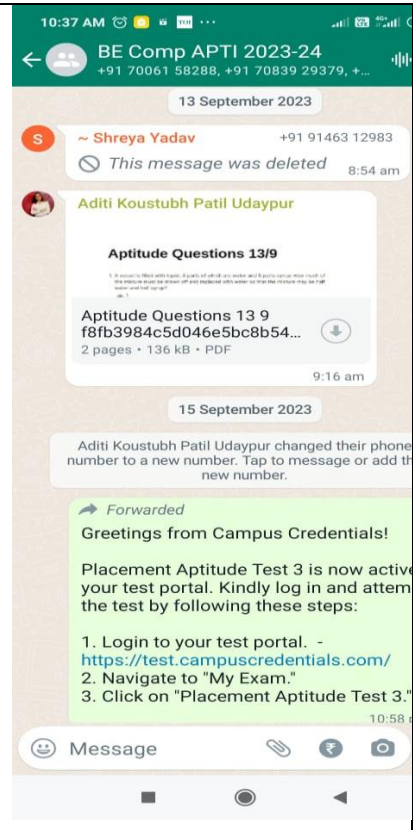 10:37 AM
BE Comp APTI 2023-24
+91 70061 58288, +91 70839 29379, +...
13 September 2023
S
~ Shreya Yadav +91 91463 12983
This message was deleted 8:54 am
Aditi Koustubh Patil Udaypur
Aptitude Questions 13/9
Aptitude Questions 13 9
f8fb3984c5d046e5bc8b54...
2 pages • 136 kB • PDF
9:16 am
15 September 2023
Aditi Koustubh Patil Udaypur changed their phone
number to a new number. Tap to message or add th
new number.
Forwarded
Greetings from Campus Credentials!
Placement Aptitude Test 3 is now active
your test portal. Kindly log in and attem
the test by following these steps:
1. Login to your test portal. -
https://test.campuscredentials.com/
2. Navigate to "My Exam."
3. Click on "Placement Aptitude Test 3."
10:58
Message